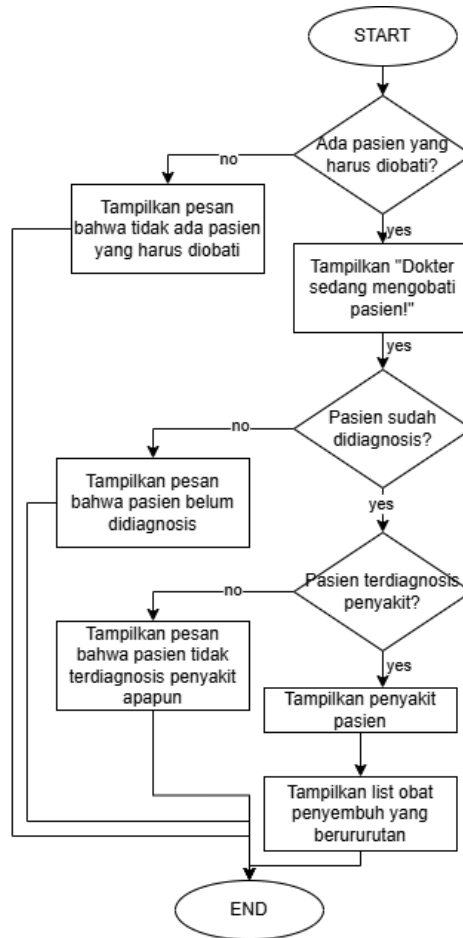 START
Ada pasien yang
harus diobati?
no
Tampilkan pesan
bahwa tidak ada pasien
yang harus diobati
yes
Tampilkan "Dokter
sedang mengobati
pasien!"
yes
Pasien sudah
didiagnosis?
no
Tampilkan pesan
bahwa pasien belum
didiagnosis
yes
Pasien terdiagnosis
penyakit?
no
Tampilkan pesan
bahwa pasien tidak
terdiagnosis penyakit
apapun
yes
Tampilkan penyakit
pasien
Tampilkan list obat
penyembuh yang
berururutan
END